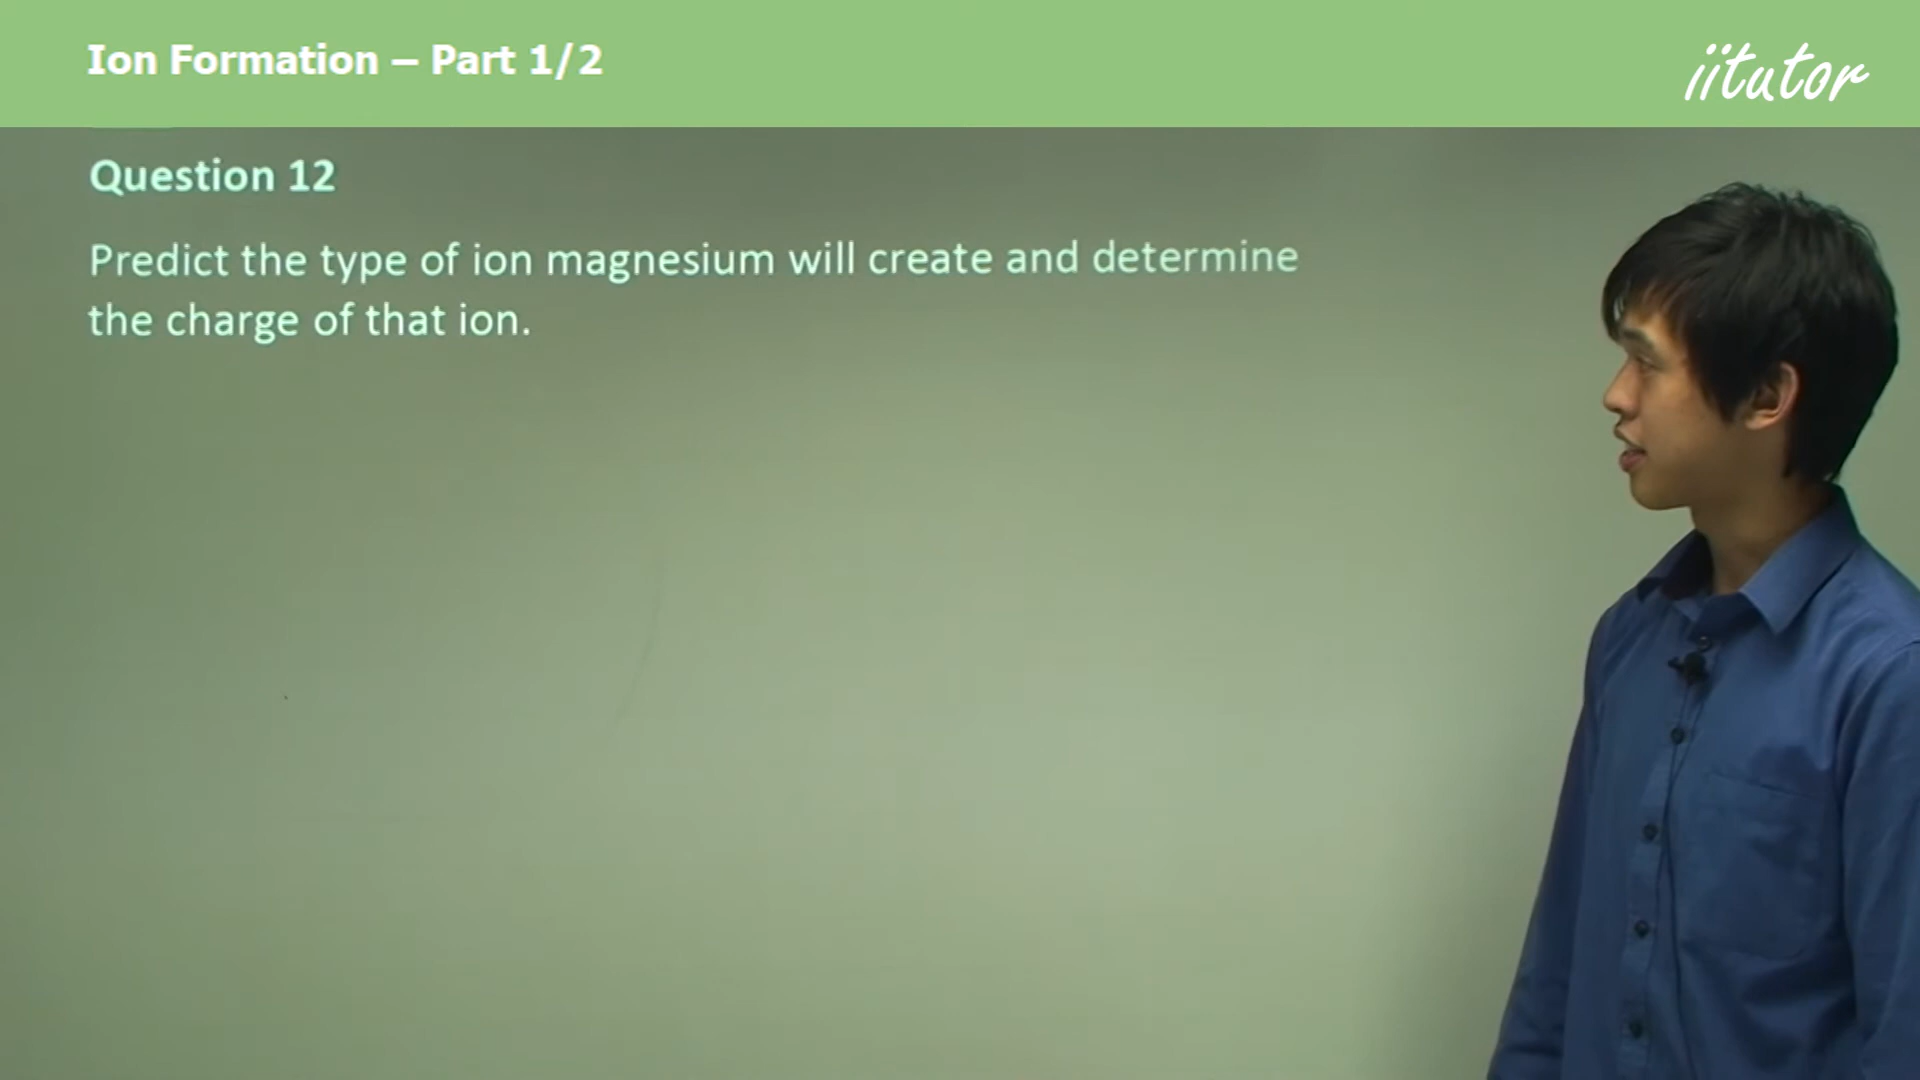 Ion Formation – Part 1/2
iitutor
Question 12
Predict the type of ion magnesium will create and determine
the charge of that ion.